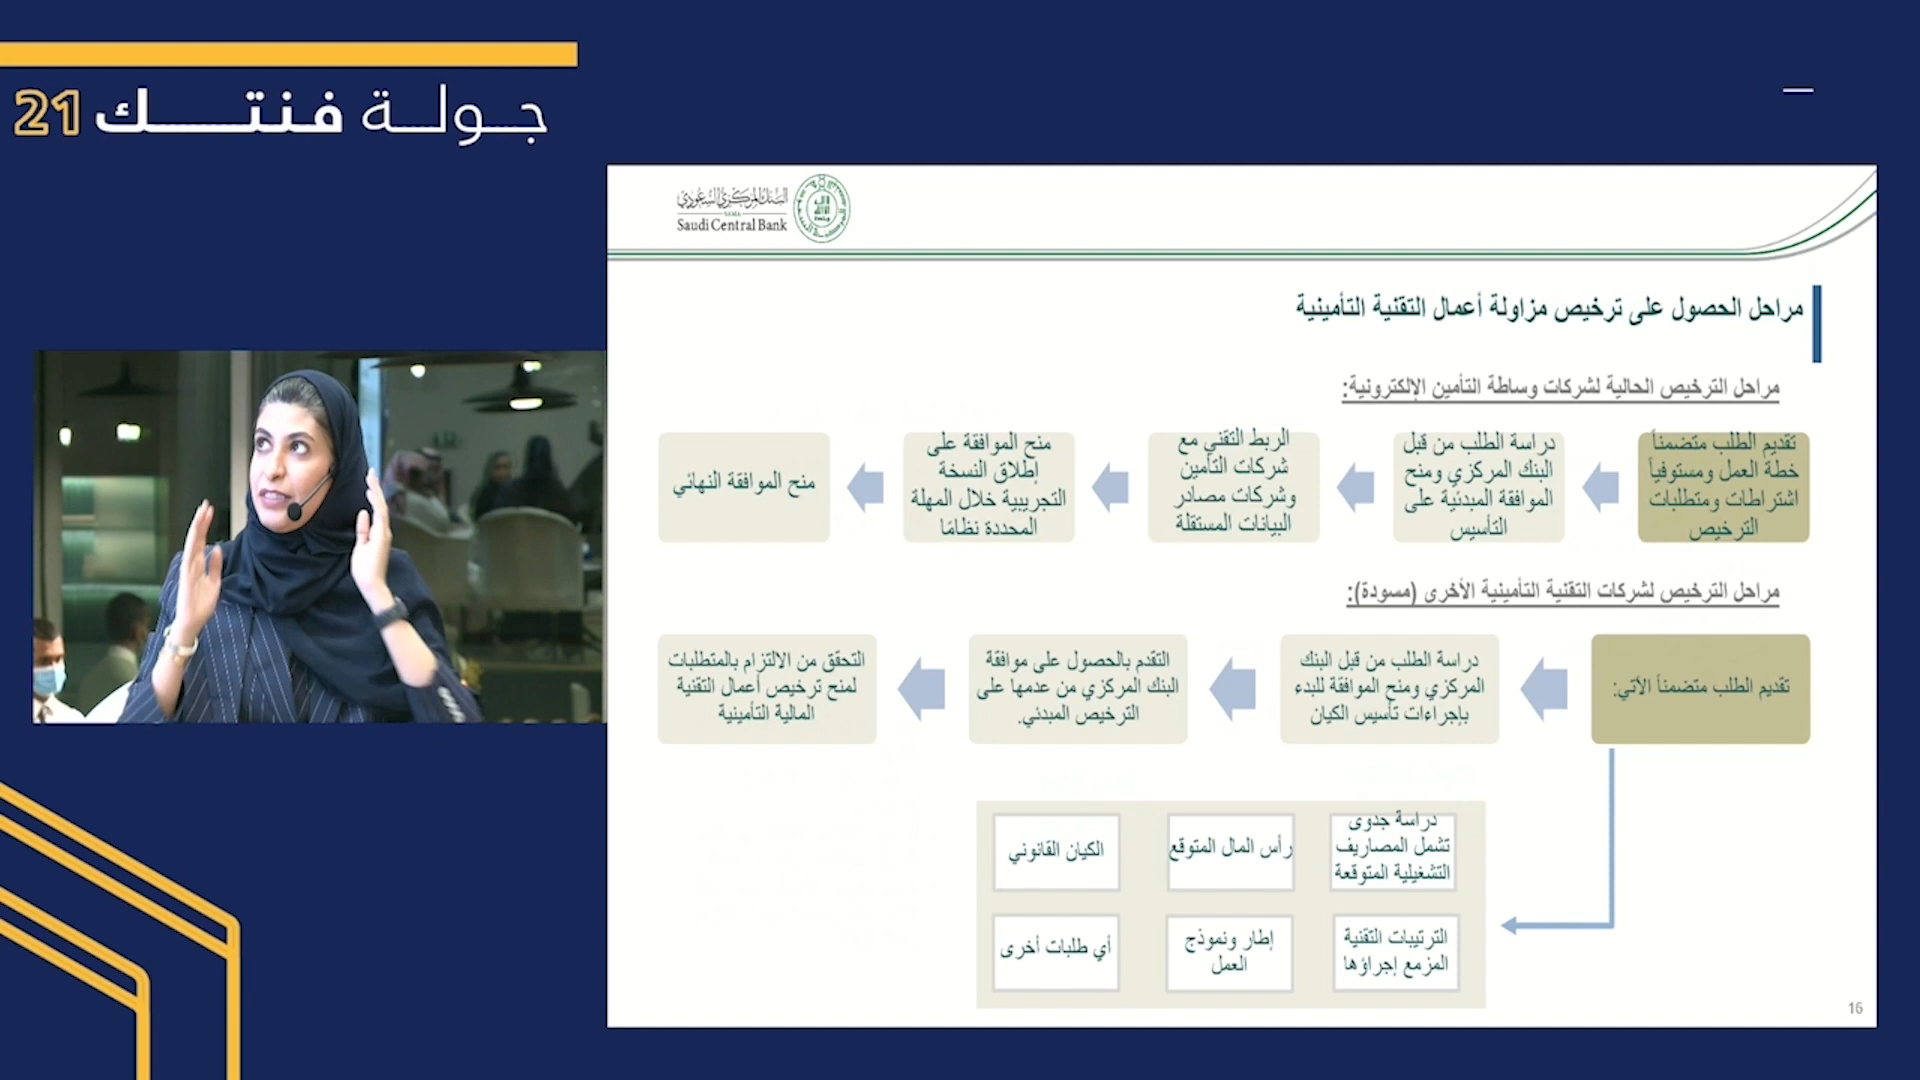 جولة فنتك 21
البنك المركزي السعودي
SAMA
Saudi Central Bank
مراحل الحصول على ترخيص مزاولة أعمال التقنية التأمينية
مراحل الترخيص الحالية لشركات وساطة التأمين الإلكترونية:
تقديم الطلب متضمناً
خطة العمل ومستوفياً
اشتراطات ومتطلبات
الترخيص
دراسة الطلب من قبل
البنك المركزي ومنح
الموافقة المبدئية على
التأسيس
الربط التقني مع
شركات التأمين
وشركات مصادر
البيانات المستقلة
منح الموافقة على
إطلاق النسخة
التجريبية خلال المهلة
المحددة نظامًا
منح الموافقة النهائي
مراحل الترخيص لشركات التقنية التأمينية الأخرى (مسودة):
تقديم الطلب متضمناً الآتي:
دراسة الطلب من قبل البنك
المركزي ومنح الموافقة للبدء
بإجراءات تأسيس الكيان
التقدم بالحصول على موافقة
البنك المركزي من عدمها على
الترخيص المبدئي.
التحقق من الالتزام بالمتطلبات
لمنح ترخيص أعمال التقنية
المالية التأمينية
دراسة جدوى
تشمل المصاريف
التشغيلية المتوقعة
رأس المال المتوقع
الكيان القانوني
الترتيبات التقنية
المزمع إجراؤها
إطار ونموذج
العمل
أي طلبات أخرى
16